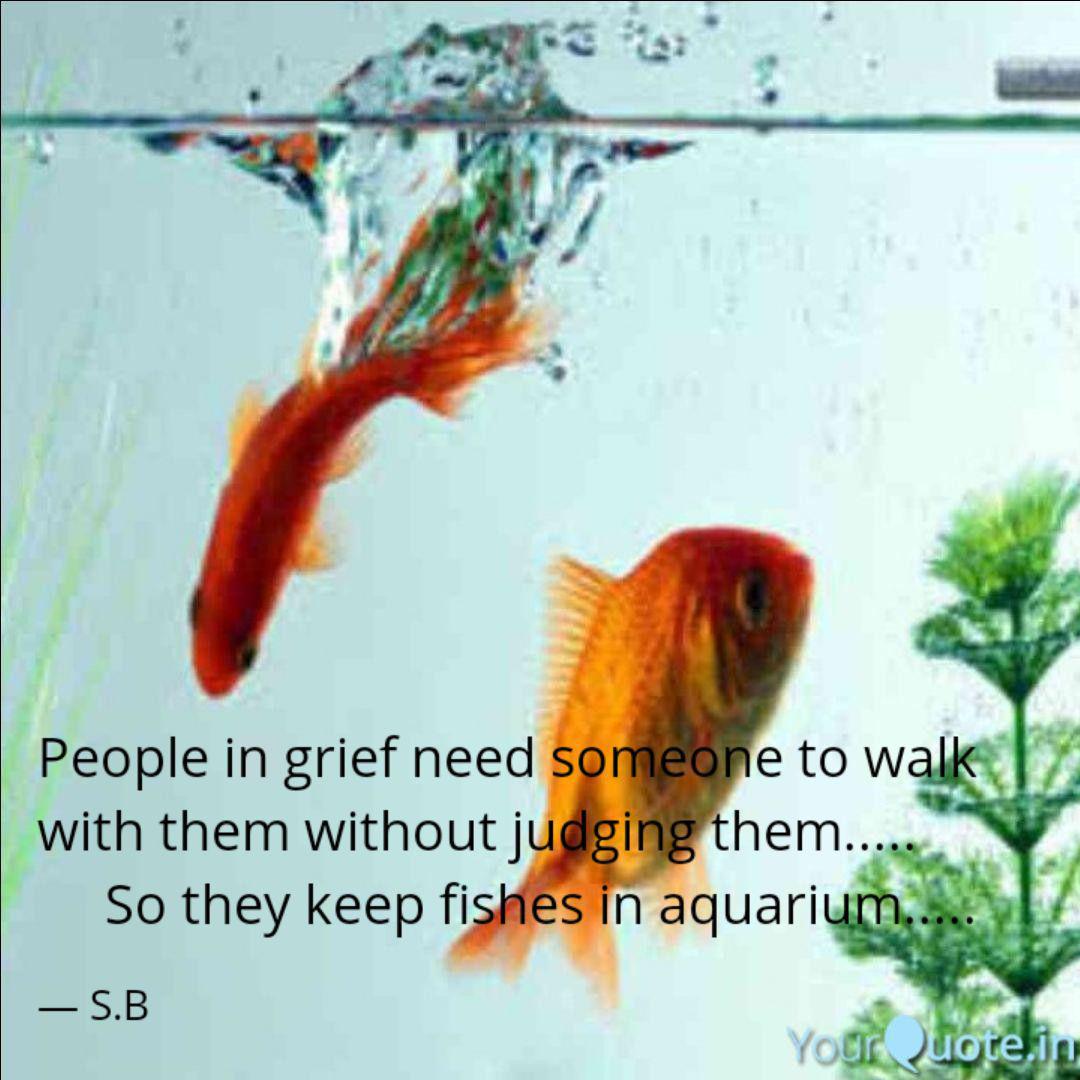 People in grief need someone to walk
with them without judging them.....
So they keep fishes in aquarium.....
— S.B
YourQuote.in